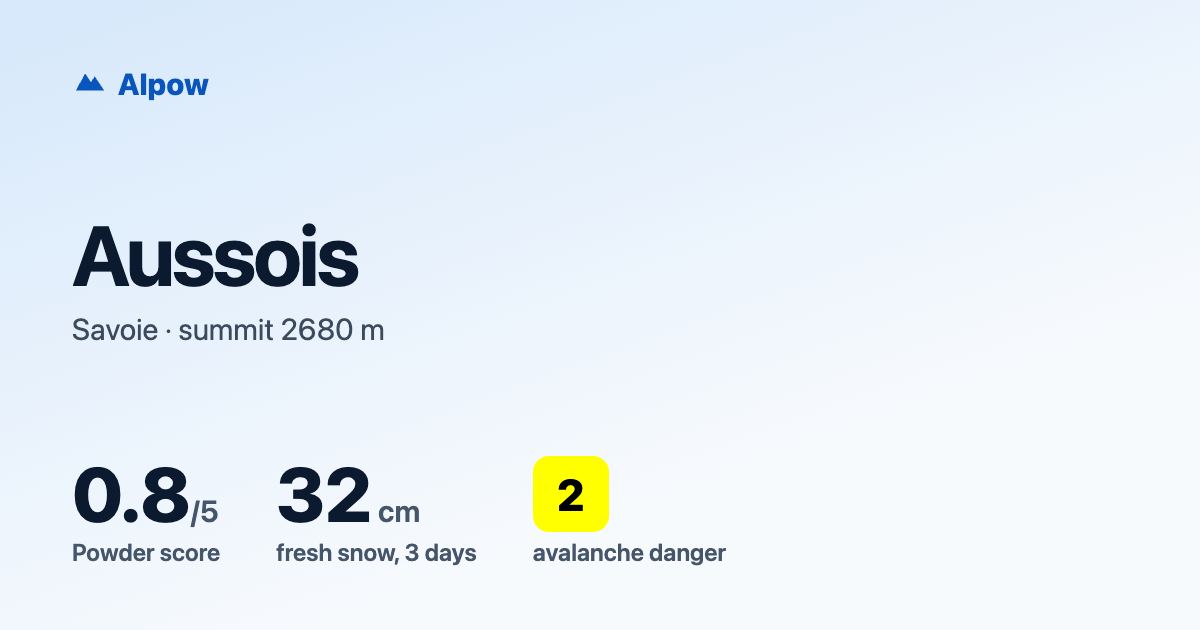 Alpow
Aussois
Savoie · summit 2680 m
0.8/5 32 cm 2
Powder score fresh snow, 3 days avalanche danger